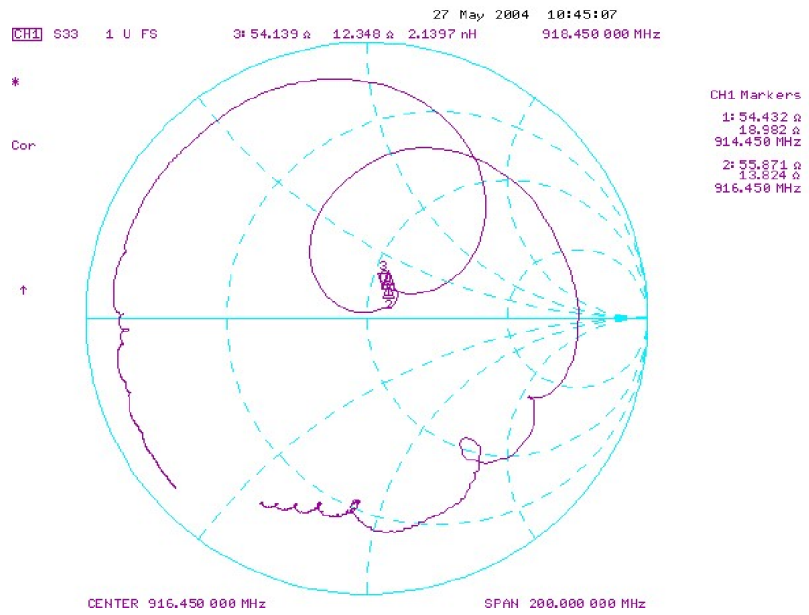 27 May 2004 10:45:07
CH1 S33 1 U FS 3: 54.139 Ω 12.348 Ω 2.1397 nH 918.450 000 MHz
*
CH1 Markers
1: 54.432 Ω
18.982 Ω
914.450 MHz
Cor
2: 55.871 Ω
13.824 Ω
916.450 MHz
3
↑
2
CENTER 916.450 000 MHz SPAN 200.000 000 MHz